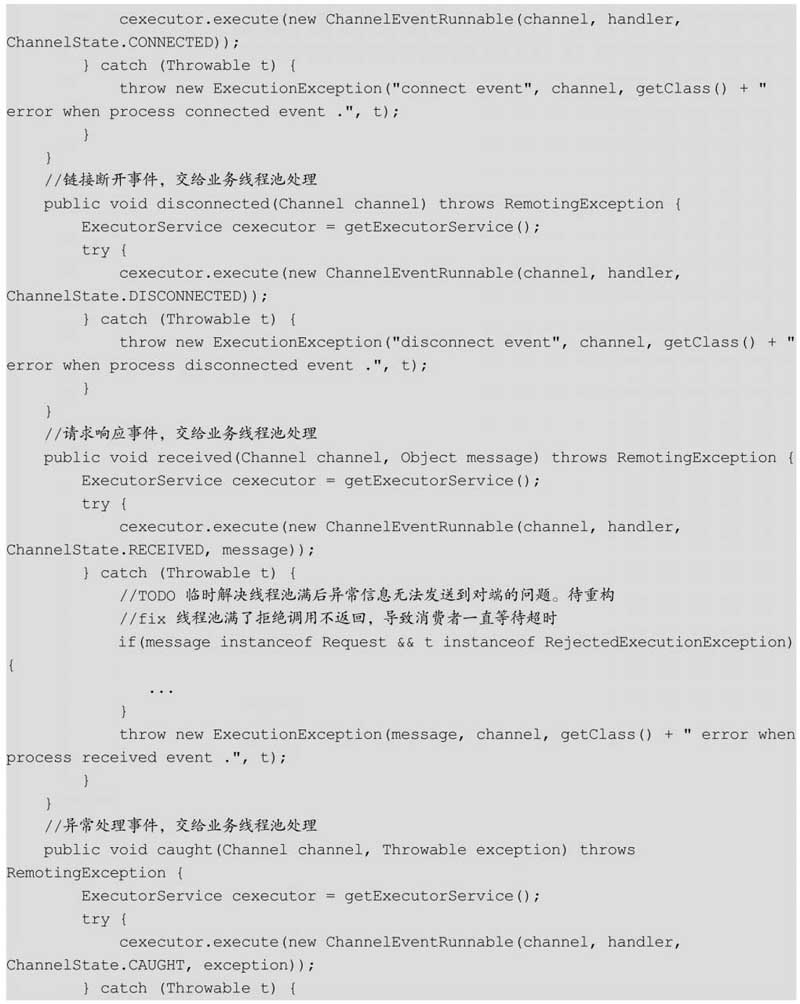 cexecutor.execute(new ChannelEventRunnable(channel, handler,
ChannelState.CONNECTED));
        } catch (Throwable t) {
            throw new ExecutionException("connect event", channel, getClass() + "
error when process connected event .", t);
        }
    }
    //链接断开事件，交给业务线程池处理
    public void disconnected(Channel channel) throws RemotingException {
        ExecutorService cexecutor = getExecutorService();
        try {
            cexecutor.execute(new ChannelEventRunnable(channel, handler,
ChannelState.DISCONNECTED));
        } catch (Throwable t) {
            throw new ExecutionException("disconnect event", channel, getClass() + "
error when process disconnected event .", t);
        }
    }
    //请求响应事件，交给业务线程池处理
    public void received(Channel channel, Object message) throws RemotingException {
        ExecutorService cexecutor = getExecutorService();
        try {
            cexecutor.execute(new ChannelEventRunnable(channel, handler,
ChannelState.RECEIVED, message));
        } catch (Throwable t) {
            //TODO 临时解决线程池满后异常信息无法发送到对端的问题。待重构
            //fix 线程池满了拒绝调用不返回，导致消费者一直等待超时
            if(message instanceof Request && t instanceof RejectedExecutionException)
{
               ...
            }
            throw new ExecutionException(message, channel, getClass() + " error when
process received event .", t);
        }
    }
    //异常处理事件，交给业务线程池处理
    public void caught(Channel channel, Throwable exception) throws
RemotingException {
        ExecutorService cexecutor = getExecutorService();
        try {
            cexecutor.execute(new ChannelEventRunnable(channel, handler,
ChannelState.CAUGHT, exception));
        } catch (Throwable t) {